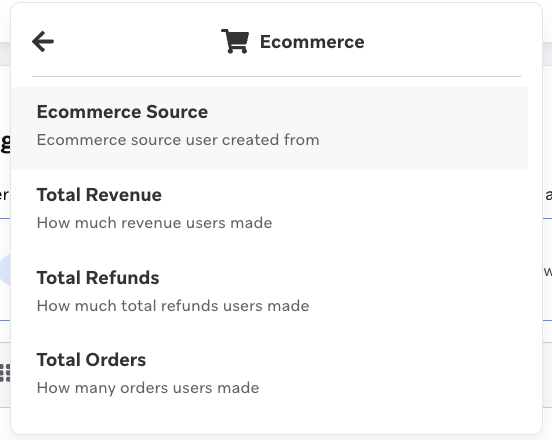 Ecommerce
Ecommerce Source
Ecommerce source user created from
Total Revenue
How much revenue users made
Total Refunds
How much total refunds users made
Total Orders
How many orders users made